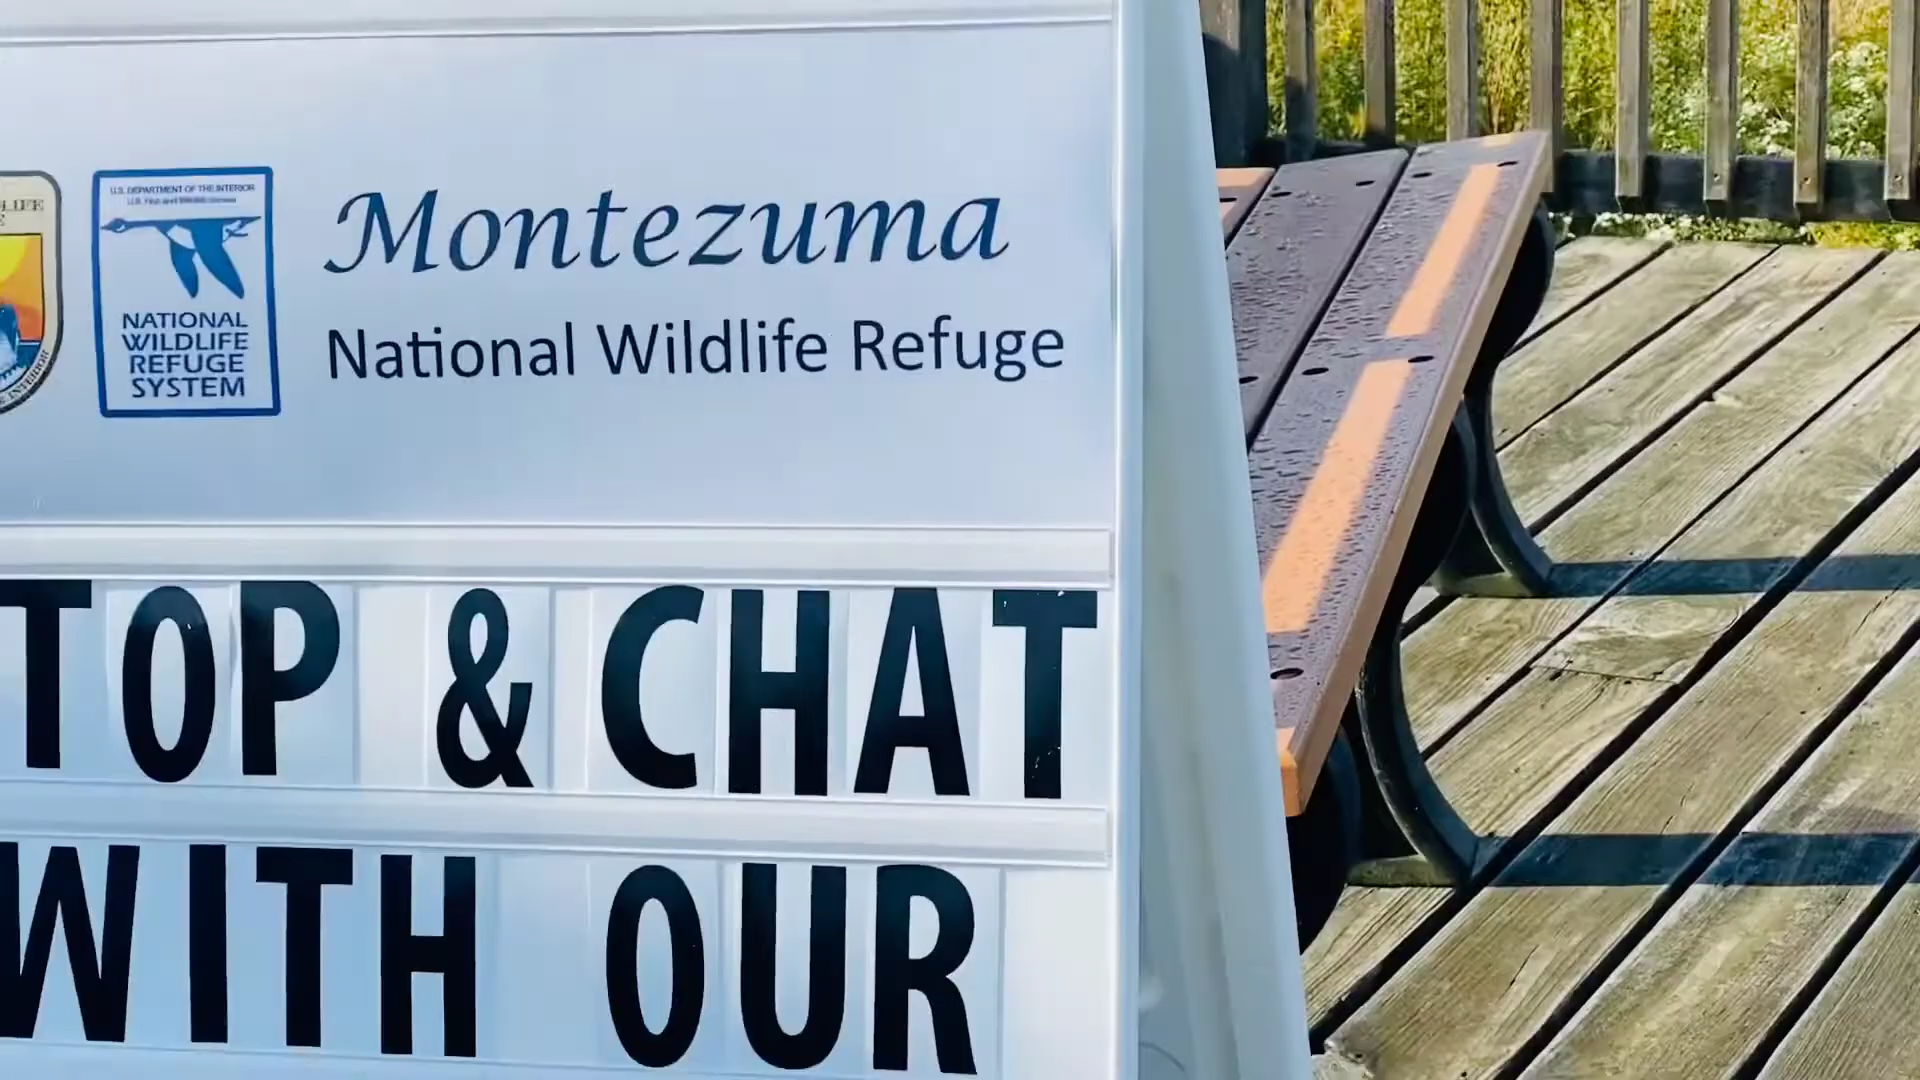 U.S. DEPARTMENT OF THE INTERIOR
NATIONAL
WILDLIFE
REFUGE
SYSTEM
Montezuma
National Wildlife Refuge
TOP & CHAT
WITH OUR